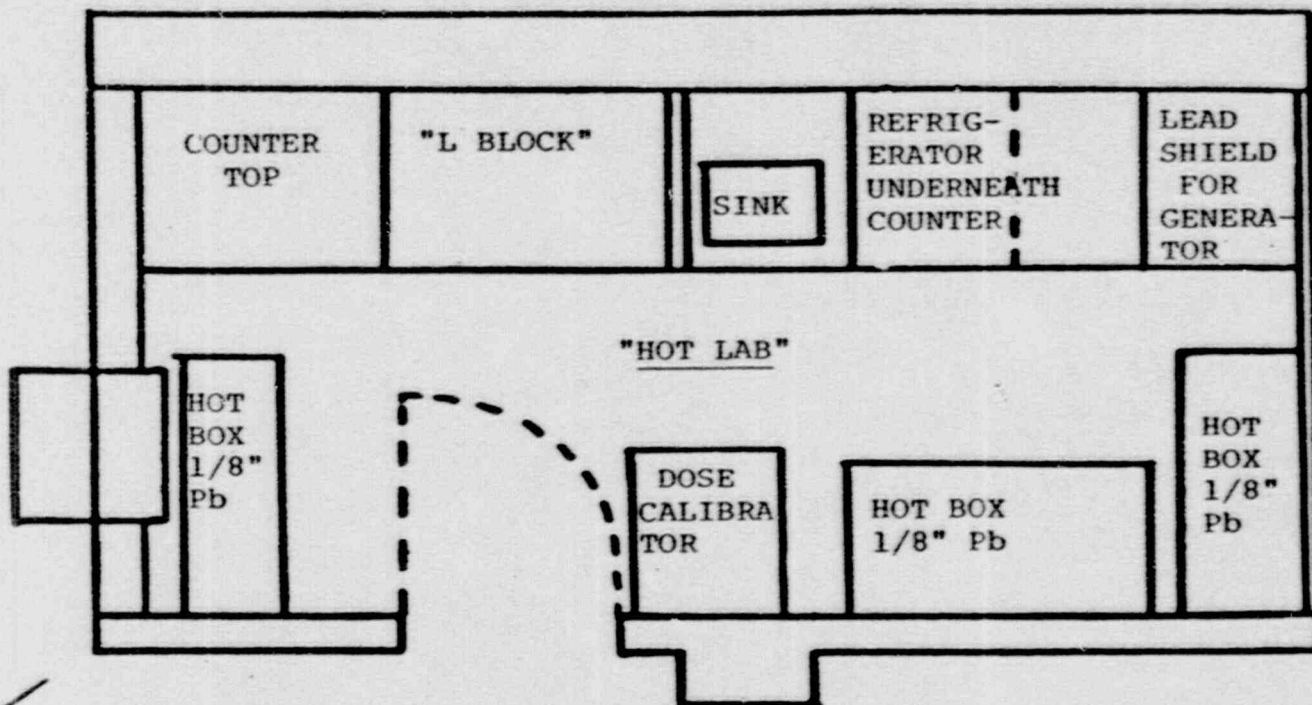 COUNTER
TOP
"L BLOCK"
SINK
REFRIG-
ERATOR
UNDERNEATH
COUNTER
LEAD
SHIELD
FOR
GENERA-
TOR
"HOT LAB"
HOT
BOX
1/8"
Pb
DOSE
CALIBRA
TOR
HOT BOX
1/8" Pb
HOT
BOX
1/8"
Pb